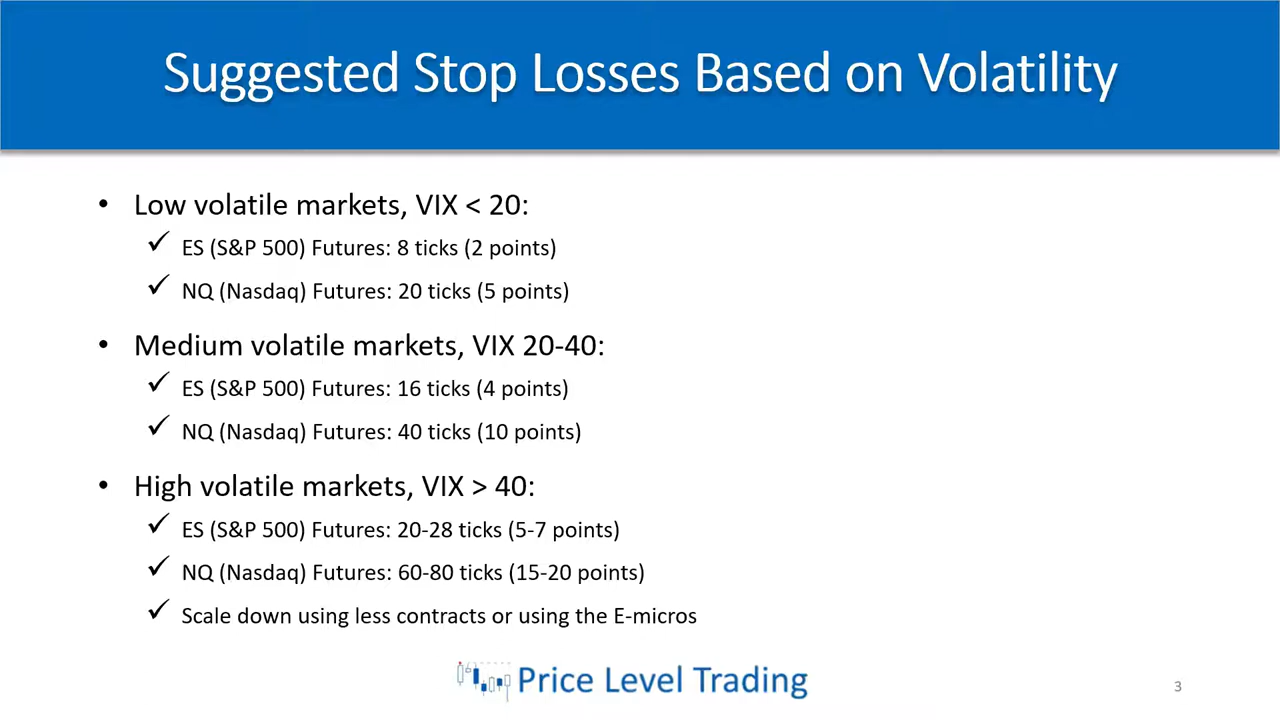 Suggested Stop Losses Based on Volatility
• Low volatile markets, VIX < 20:
✓ ES (S&P 500) Futures: 8 ticks (2 points)
✓ NQ (Nasdaq) Futures: 20 ticks (5 points)
• Medium volatile markets, VIX 20-40:
✓ ES (S&P 500) Futures: 16 ticks (4 points)
✓ NQ (Nasdaq) Futures: 40 ticks (10 points)
• High volatile markets, VIX > 40:
✓ ES (S&P 500) Futures: 20-28 ticks (5-7 points)
✓ NQ (Nasdaq) Futures: 60-80 ticks (15-20 points)
✓ Scale down using less contracts or using the E-micros
Price Level Trading
3